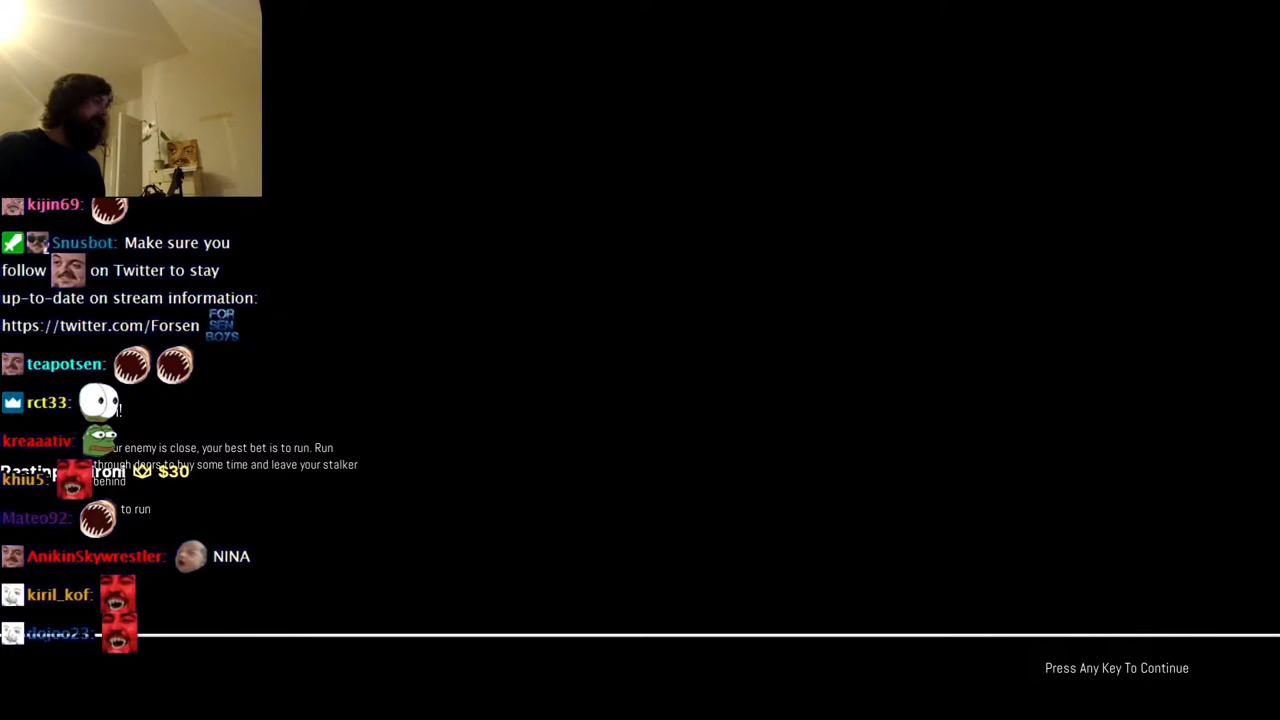 kijin69:
Snusbot: Make sure you
follow on Twitter to stay
up-to-date on stream information:
https://twitter.com/Forsen FOR SEN BOYS
teapotsen:
rct33: !
kreaaativ:
enemy is close, your best bet is to run. Run
through doors to buy some time and leave your stalker
$30
khiu5: behind
Mateo92: to run
AnikinSkywrestler: NINA
kiril_kof:
dojoo23:
Press Any Key To Continue